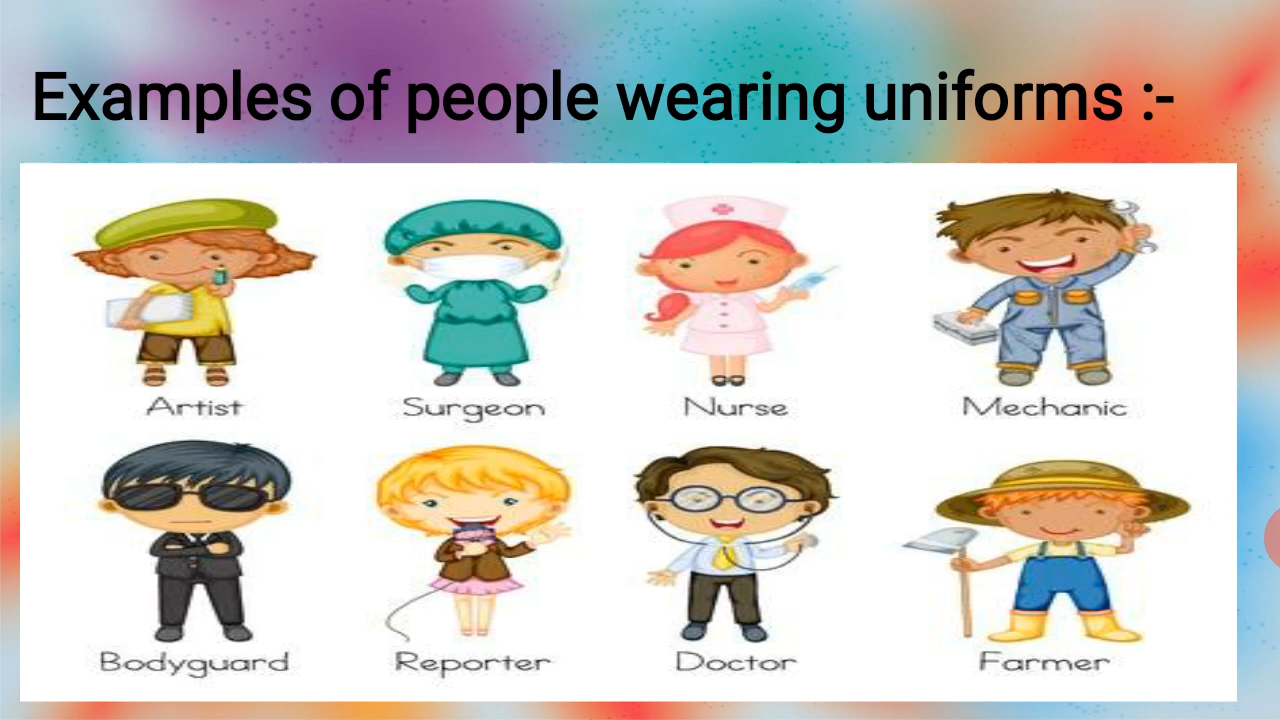 Examples of people wearing uniforms :-
Artist Surgeon Nurse Mechanic
Bodyguard Reporter Doctor Farmer